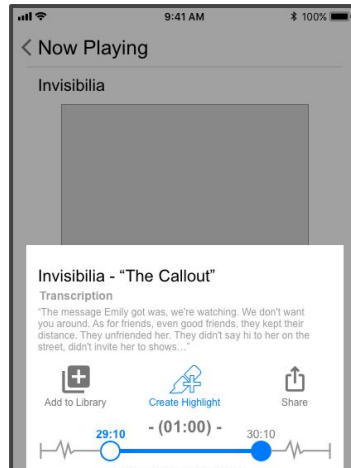 9:41 AM 100%
Now Playing
Invisibilia
Invisibilia - “The Callout”
Transcription
“The message Emily got was, we're watching. We don't want
you around. As for friends, even good friends, they kept their
distance. They unfriended her. They didn't say hi to her on the
street, didn't invite her to shows…”
Add to Library Create Highlight Share
- (01:00) -
29:10 30:10